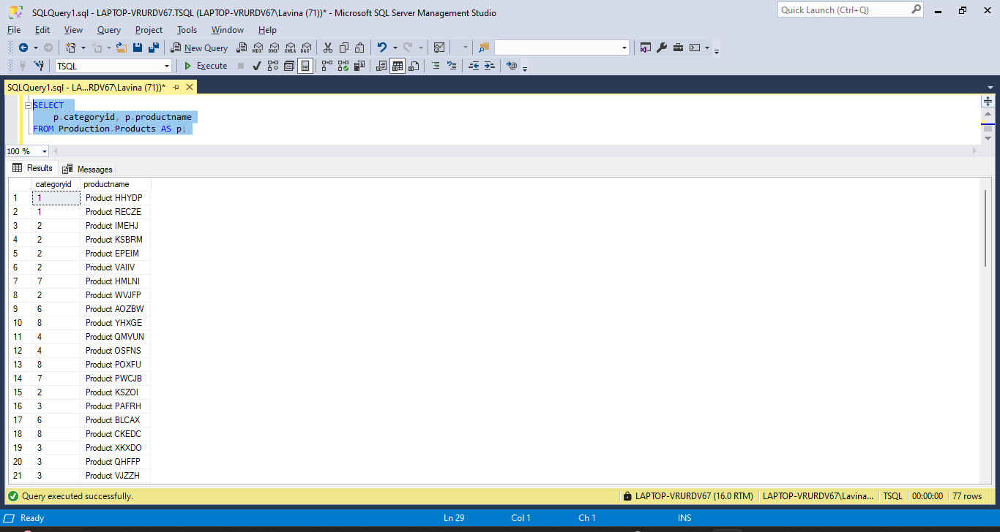 SQLQuery1.sql - LAPTOP-VRURDV67.TSQL (LAPTOP-VRURDV67\Lavina (71))* - Microsoft SQL Server Management Studio
Quick Launch (Ctrl+Q)
File Edit View Query Project Tools Window Help
New Query MDX DMX XMLA DAX
TSQL Execute
SQLQuery1.sql - LA...RDV67\Lavina (71))*
SELECT
p.categoryid, p.productname
FROM Production.Products AS p;
100 %
Results Messages
categoryid productname
1 1 Product HHYDP
2 1 Product RECZE
3 2 Product IMEHJ
4 2 Product KSBRM
5 2 Product EPEIM
6 2 Product VAIIV
7 7 Product HMLNI
8 2 Product WVJFP
9 6 Product AOZBW
10 8 Product YHXGE
11 4 Product QMVUN
12 4 Product OSFNS
13 8 Product POXFU
14 7 Product PWCJB
15 2 Product KSZOI
16 3 Product PAFRH
17 6 Product BLCAX
18 8 Product CKEDC
19 3 Product XKXDO
20 3 Product QHFFP
21 3 Product VJZZH
Query executed successfully. LAPTOP-VRURDV67 (16.0 RTM) LAPTOP-VRURDV67\Lavina... TSQL 00:00:00 77 rows
Ready Ln 29 Col 1 Ch 1 INS